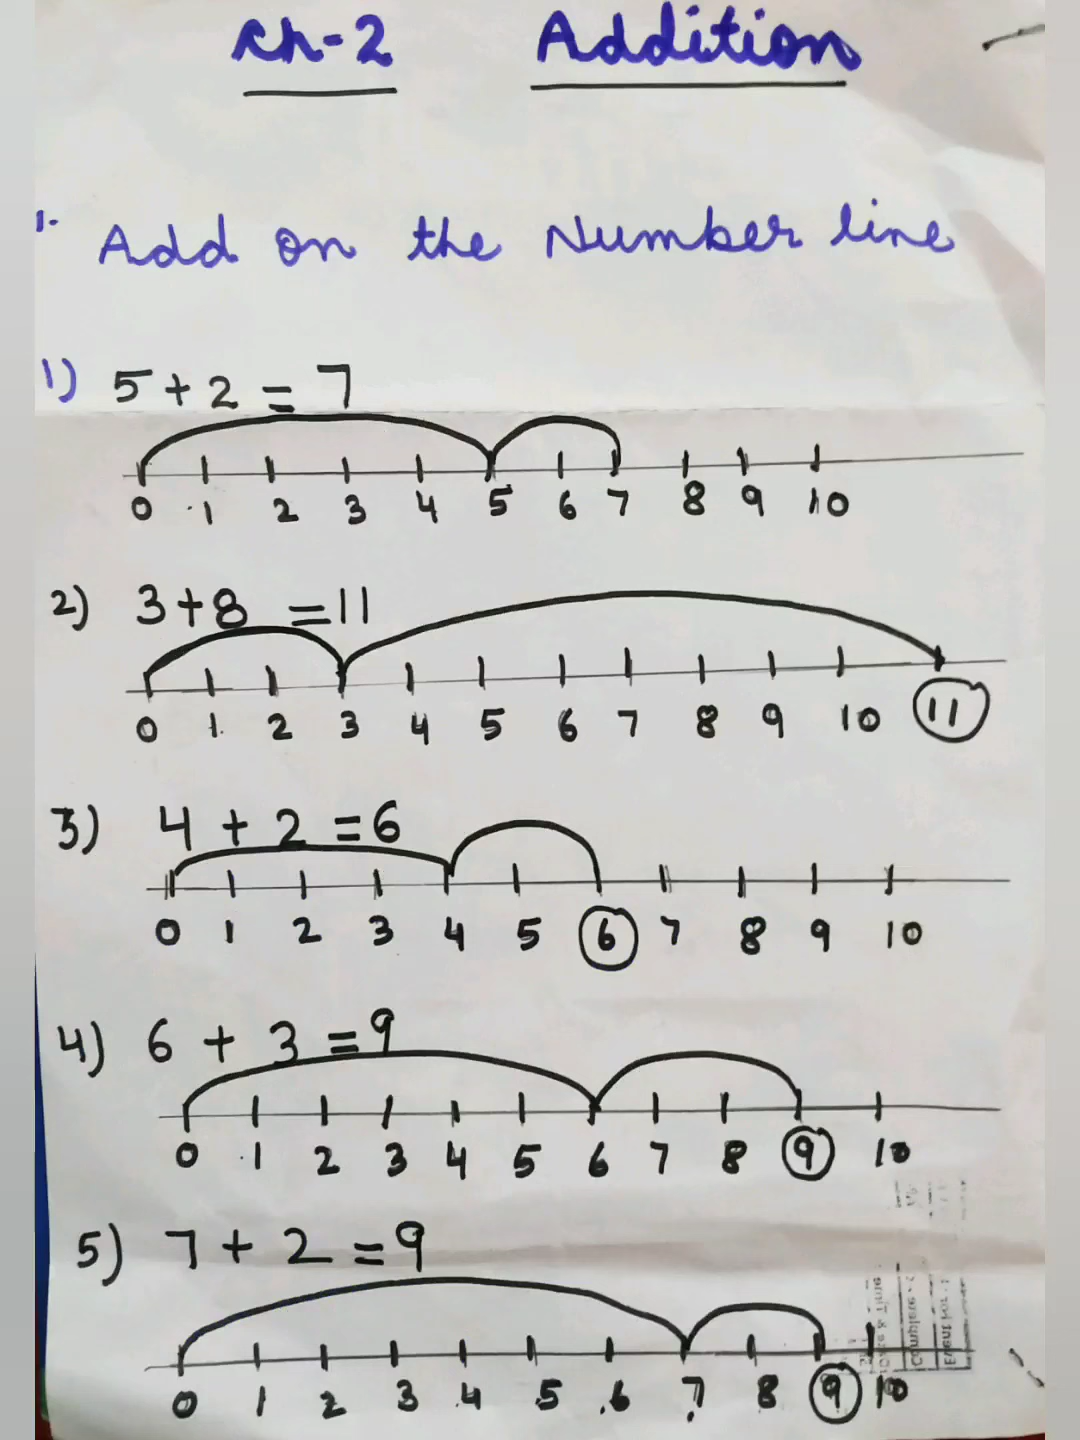 Ch-2 Addition
1. Add on the Number line
1) 5+2 = 7
0 1 2 3 4 5 6 7 8 9 10
2) 3+8 =11
0 1 2 3 4 5 6 7 8 9 10 11
3) 4 + 2 =6
0 1 2 3 4 5 6 7 8 9 10
4) 6 + 3 =9
0 1 2 3 4 5 6 7 8 9 10
5) 7 + 2 =9
0 1 2 3 4 5 6 7 8 9 10